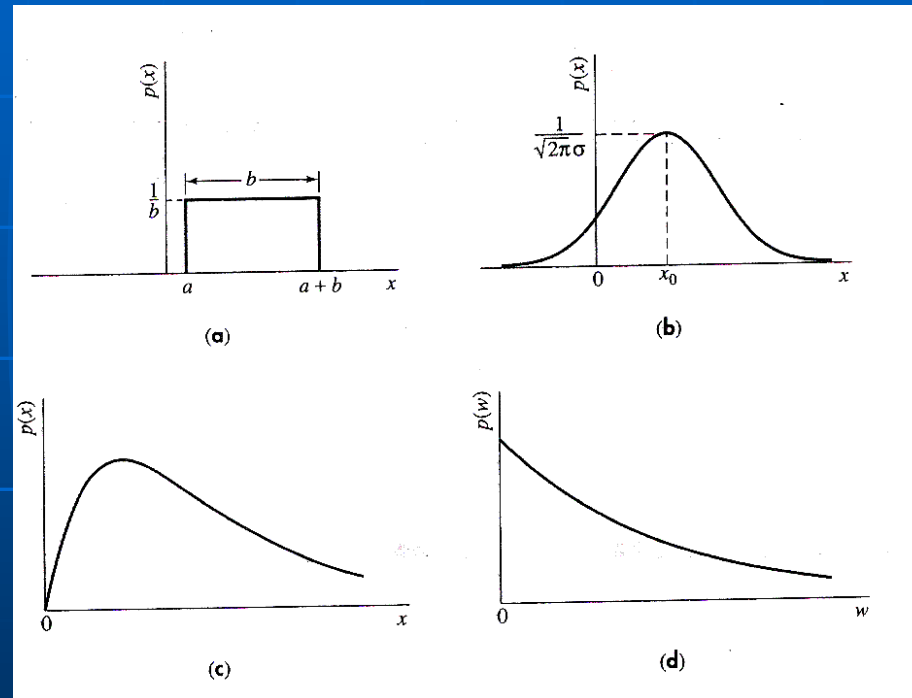 p(x)
b
1
b
a
a + b
x
(a)
p(x)
1
√2πσ
0
x₀
x
(b)
p(x)
0
x
(c)
p(w)
0
w
(d)